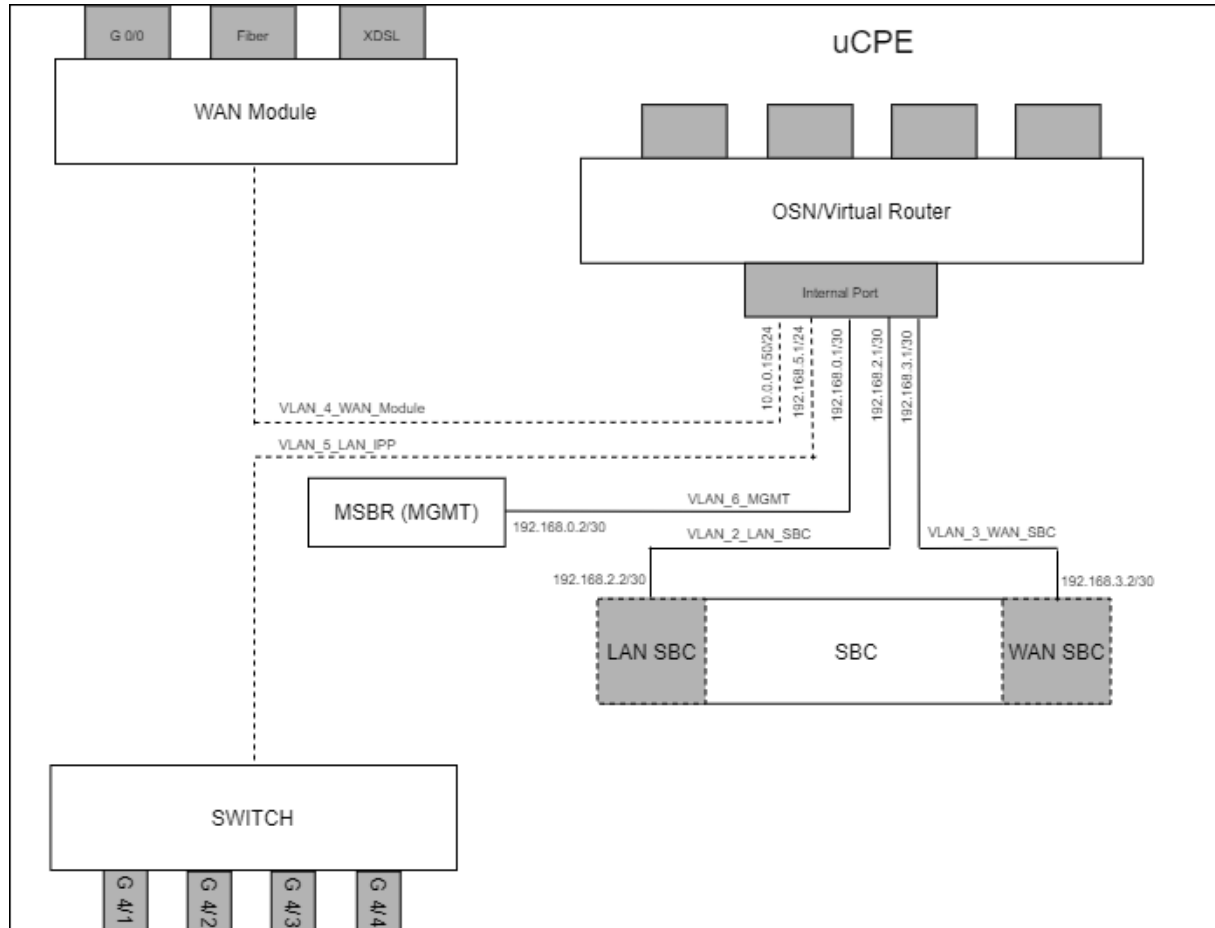 G 0/0
Fiber
XDSL
WAN Module
uCPE
OSN/Virtual Router
Internal Port
10.0.0.150/24
192.168.5.1/24
192.168.0.1/30
192.168.2.1/30
192.168.3.1/30
VLAN_4_WAN_Module
VLAN_5_LAN_IPP
MSBR (MGMT)
192.168.0.2/30
VLAN_6_MGMT
VLAN_2_LAN_SBC
VLAN_3_WAN_SBC
192.168.2.2/30
192.168.3.2/30
LAN SBC
SBC
WAN SBC
SWITCH
G 4/1
G 4/2
G 4/3
G 4/4